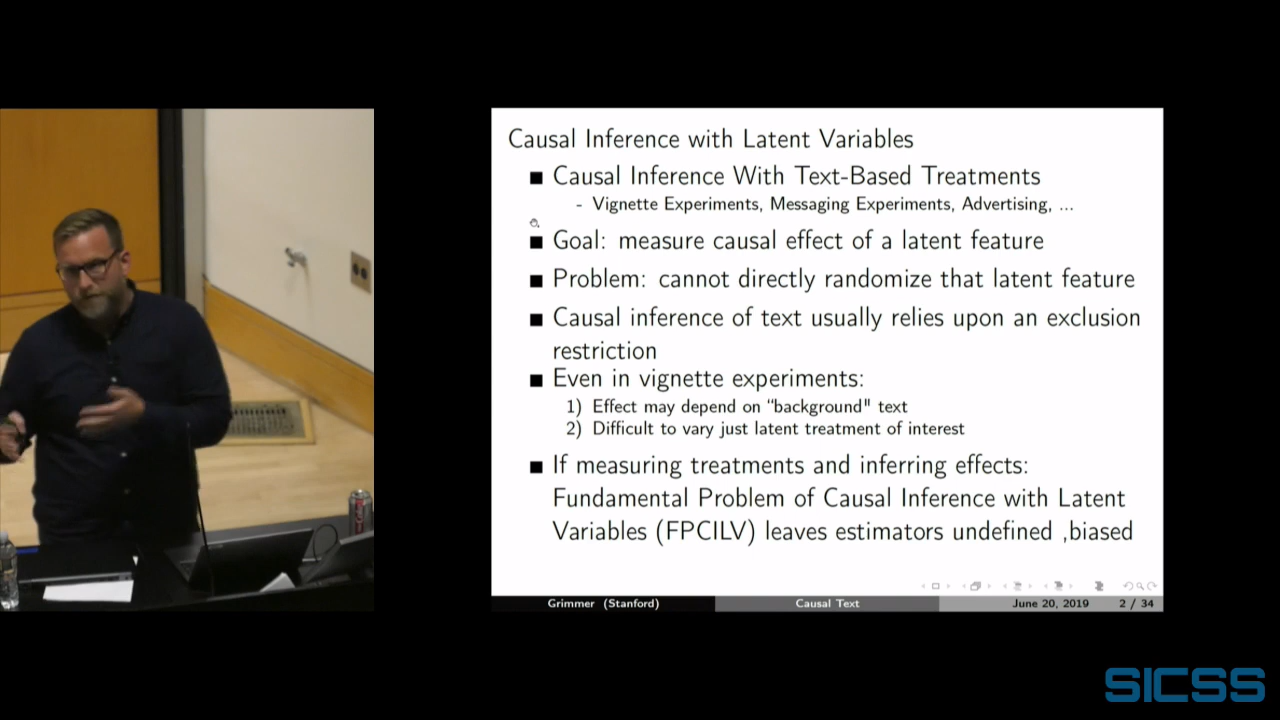 Causal Inference with Latent Variables
Causal Inference With Text-Based Treatments
- Vignette Experiments, Messaging Experiments, Advertising, ...
Goal: measure causal effect of a latent feature
Problem: cannot directly randomize that latent feature
Causal inference of text usually relies upon an exclusion
restriction
Even in vignette experiments:
1) Effect may depend on “background" text
2) Difficult to vary just latent treatment of interest
If measuring treatments and inferring effects:
Fundamental Problem of Causal Inference with Latent
Variables (FPCILV) leaves estimators undefined ,biased
Grimmer (Stanford) Causal Text June 20, 2019 2 / 34
SICSS